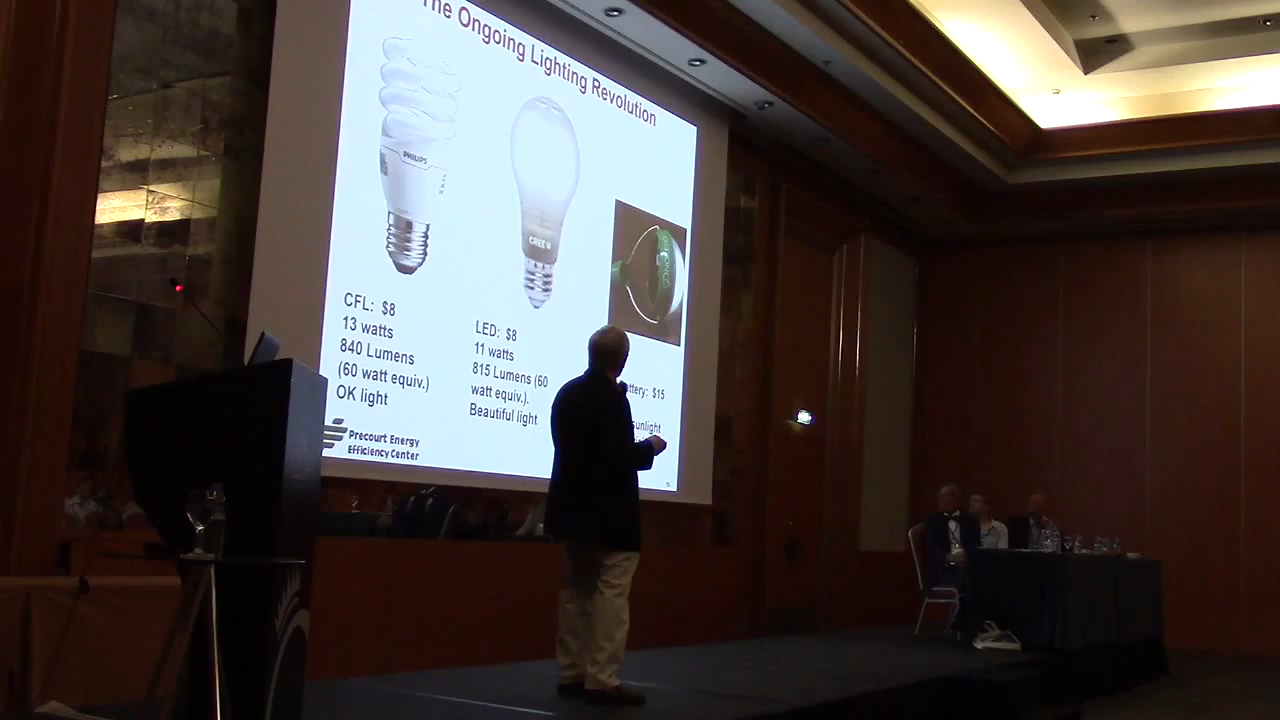 The Ongoing Lighting Revolution
PHILIPS
CREE
CFL: $8
13 watts
840 Lumens
(60 watt equiv.)
OK light
LED: $8
11 watts
815 Lumens (60
watt equiv.).
Beautiful light
ttery: $15
sunlight
Precourt Energy
Efficiency Center